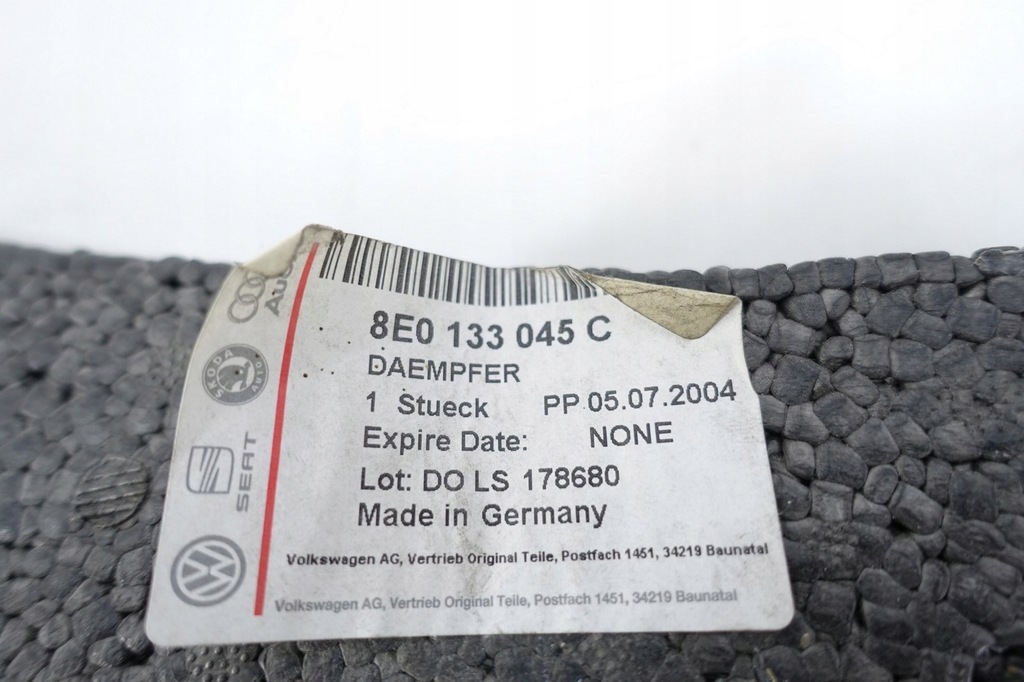 8E0 133 045 C
DAEMPFER
1 Stueck PP 05.07.2004
Expire Date: NONE
Lot: DO LS 178680
Made in Germany
Volkswagen AG, Vertrieb Original Teile, Postfach 1451, 34219 Baunatal
Volkswagen AG, Vertrieb Original Teile, Postfach 1451, 34219 Baunatal
Audi
SKODA AUTO
SEAT